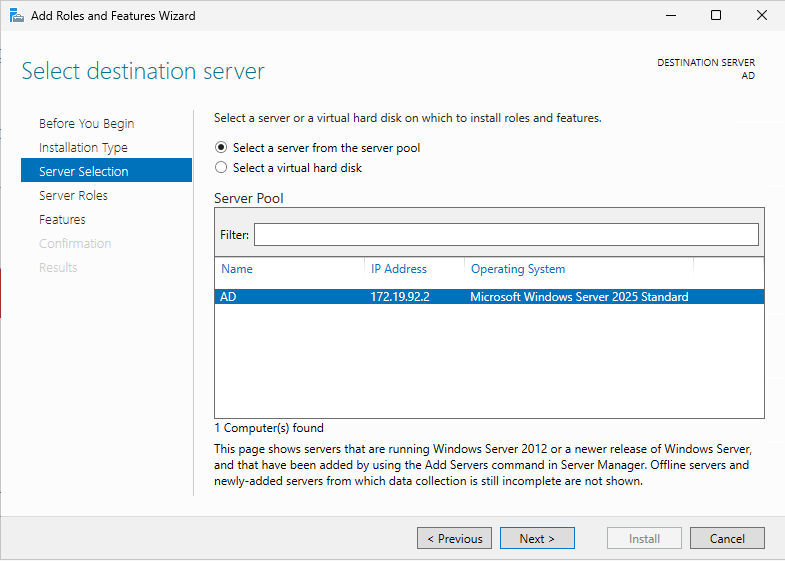 Add Roles and Features Wizard
Select destination server
DESTINATION SERVER
AD
Before You Begin
Installation Type
Server Selection
Server Roles
Features
Confirmation
Results
Select a server or a virtual hard disk on which to install roles and features.
Select a server from the server pool
Select a virtual hard disk
Server Pool
Filter:
Name IP Address Operating System
AD 172.19.92.2 Microsoft Windows Server 2025 Standard
1 Computer(s) found
This page shows servers that are running Windows Server 2012 or a newer release of Windows Server,
and that have been added by using the Add Servers command in Server Manager. Offline servers and
newly-added servers from which data collection is still incomplete are not shown.
< Previous Next > Install Cancel